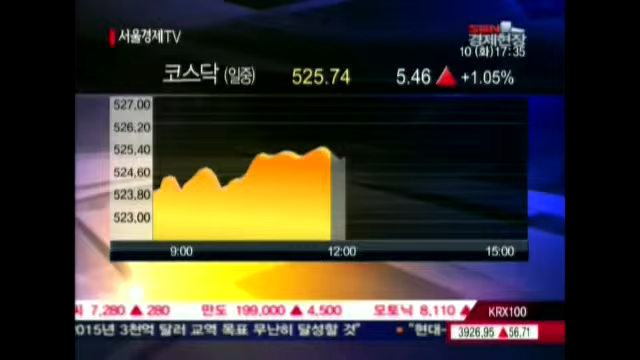 서울경제TV
SEN
경제현장
10 (화)17:35
코스닥 (일중) 525.74 5.46 ▲ +1.05%
527,00
526,20
525,40
524,60
523,80
523,00
9:00 12:00 15:00
7,280 ▲ 280 만도 199,000 ▲ 4,500 모토닉 8,110 ▲
KRX100
2015년 3천억 달러 교역 목표 무난히 달성할 것" "현대-
3926,95 ▲56,71